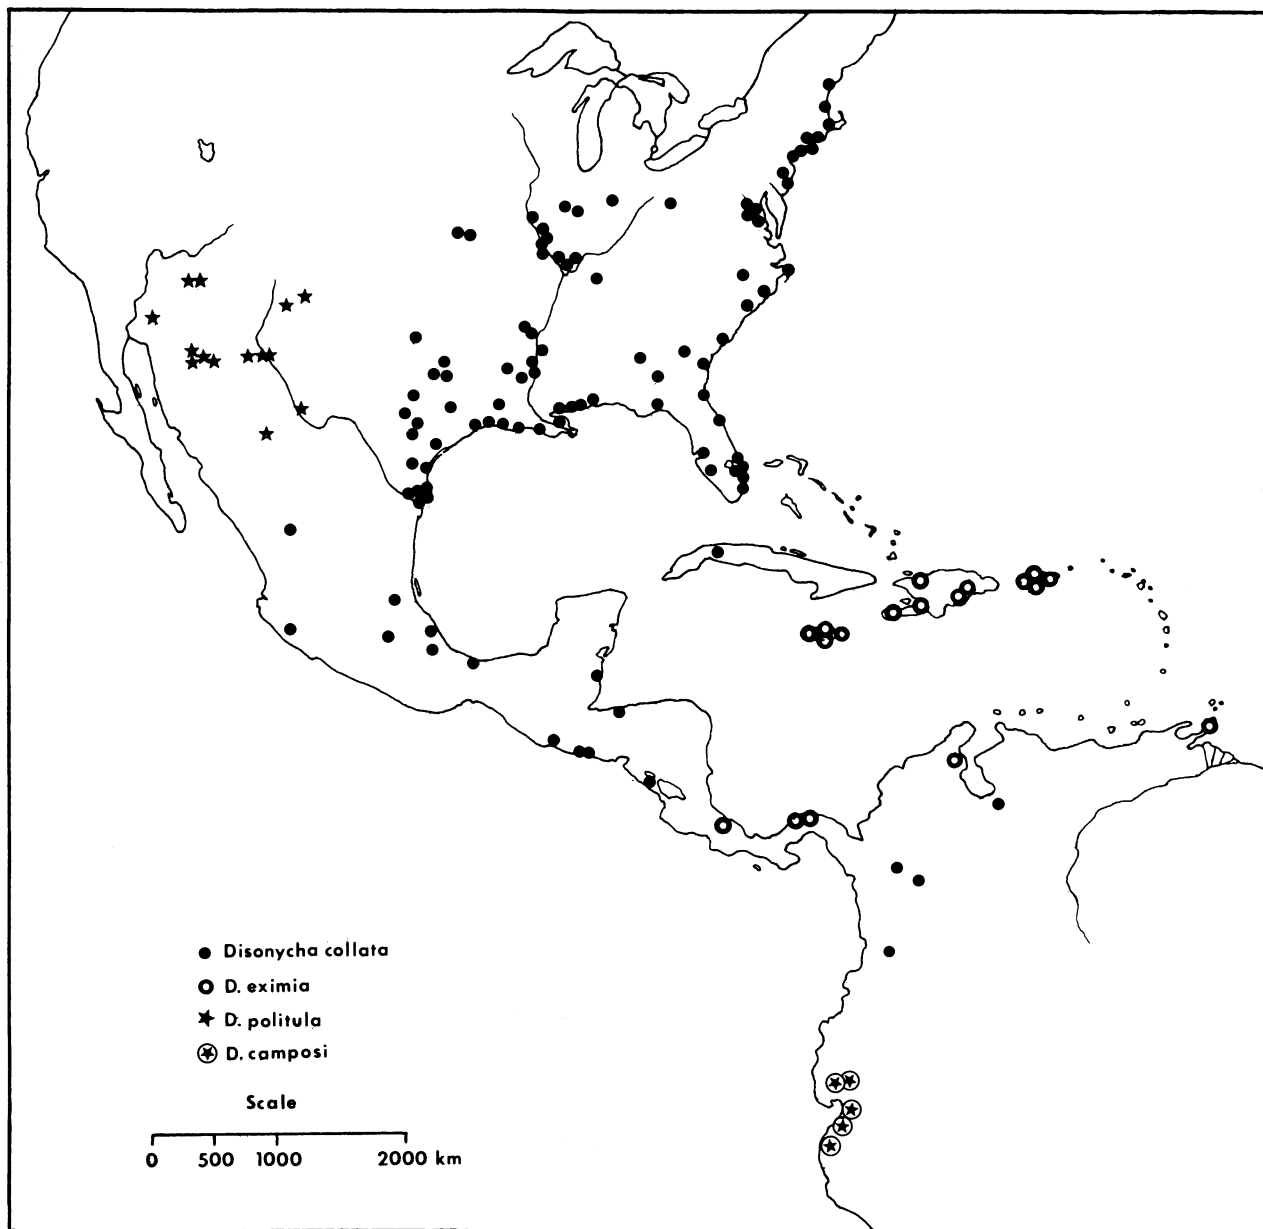 Disonycha collata
D. eximia
D. politula
D. camposi
Scale
0 500 1000 2000 km